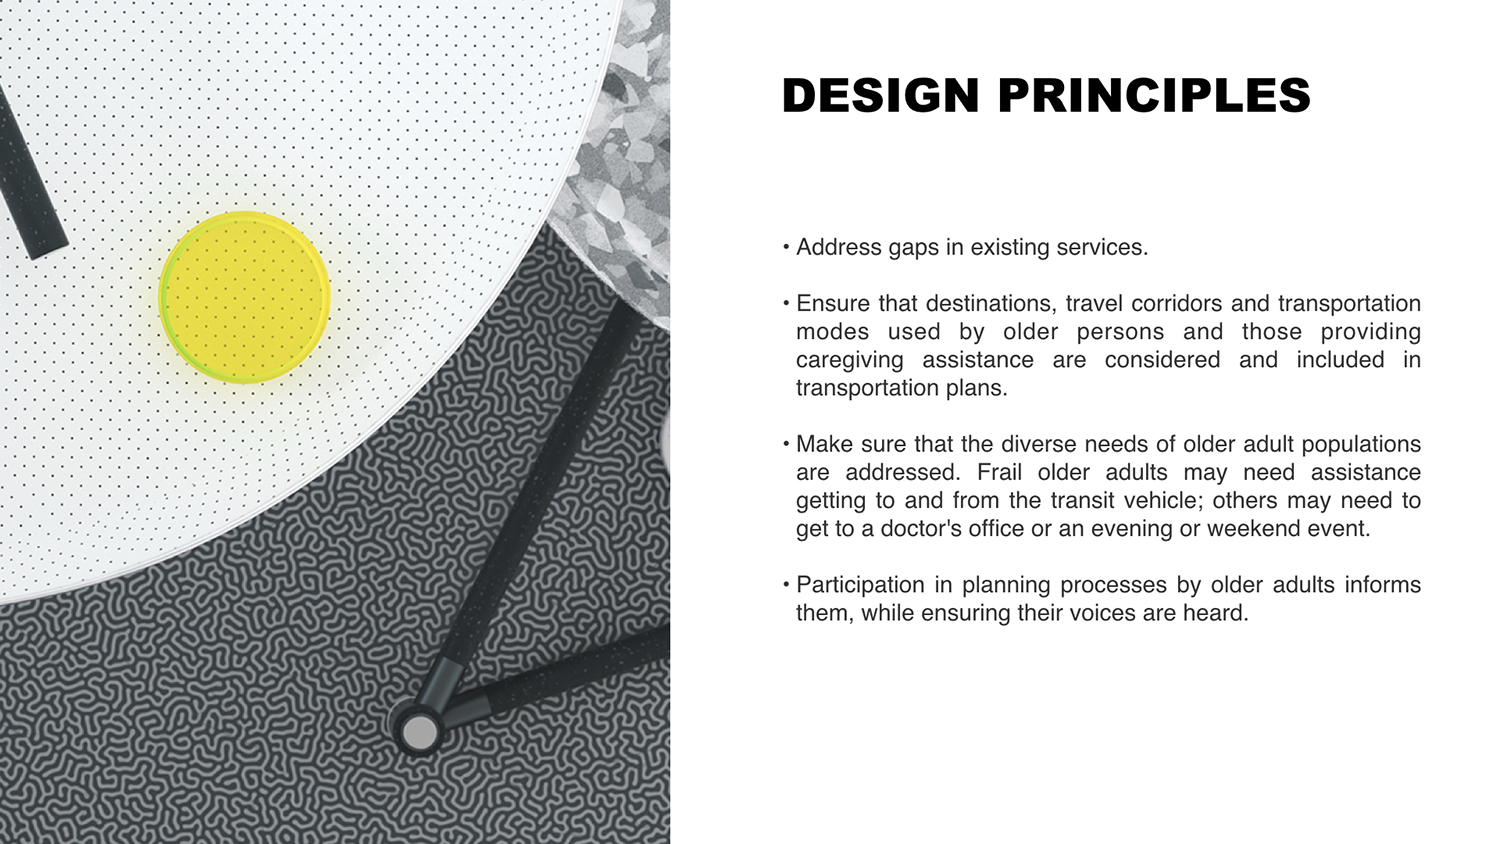 DESIGN PRINCIPLES
• Address gaps in existing services.
• Ensure that destinations, travel corridors and transportation
modes used by older persons and those providing
caregiving assistance are considered and included in
transportation plans.
• Make sure that the diverse needs of older adult populations
are addressed. Frail older adults may need assistance
getting to and from the transit vehicle; others may need to
get to a doctor's office or an evening or weekend event.
• Participation in planning processes by older adults informs
them, while ensuring their voices are heard.